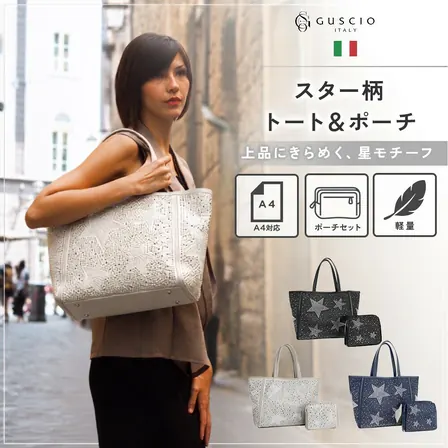 GUSCIO
ITALY
スター柄
トート&ポーチ
上品にきらめく、星モチーフ
A4
A4対応
ポーチセット
軽量